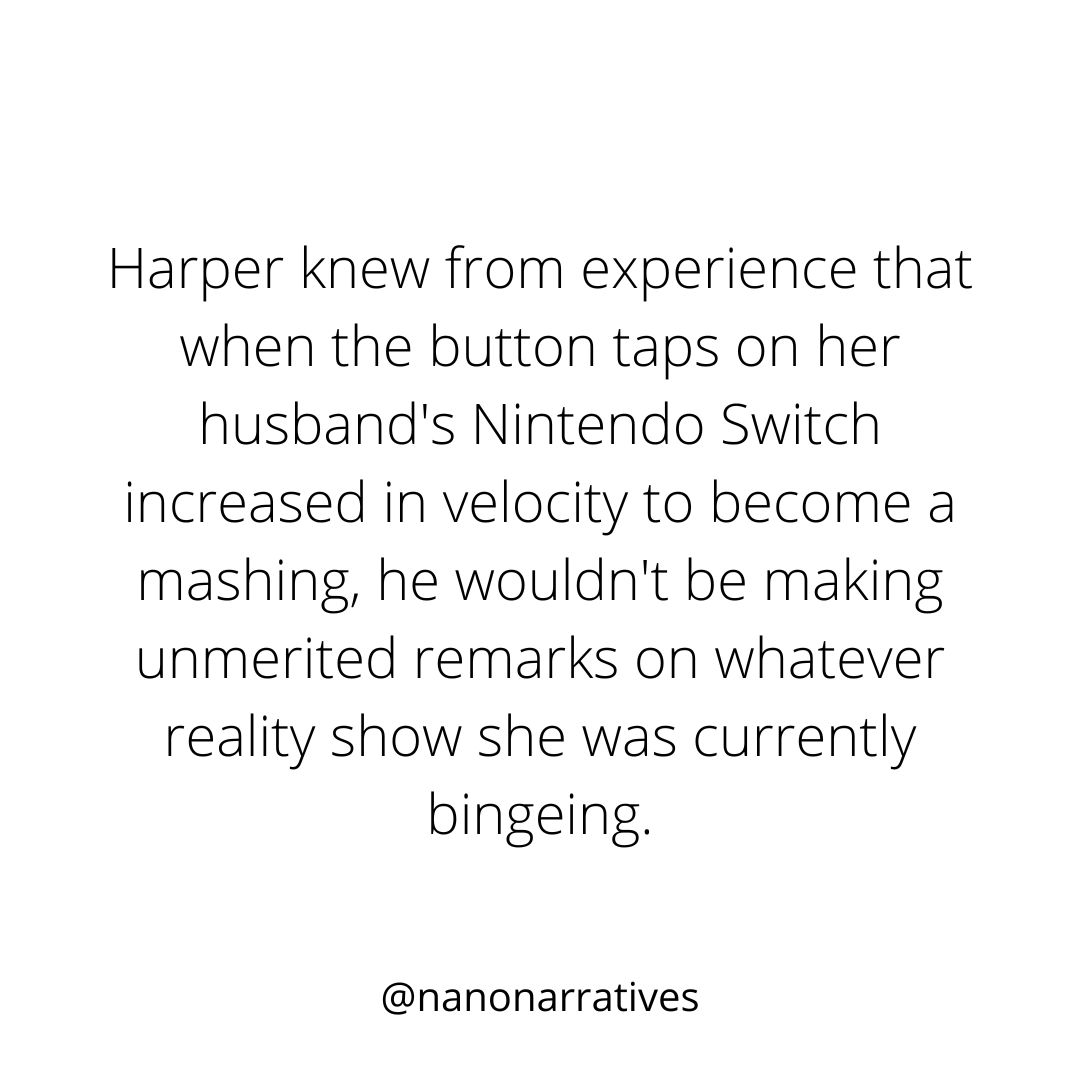 Harper knew from experience that
when the button taps on her
husband's Nintendo Switch
increased in velocity to become a
mashing, he wouldn't be making
unmerited remarks on whatever
reality show she was currently
bingeing.
@nanonarratives